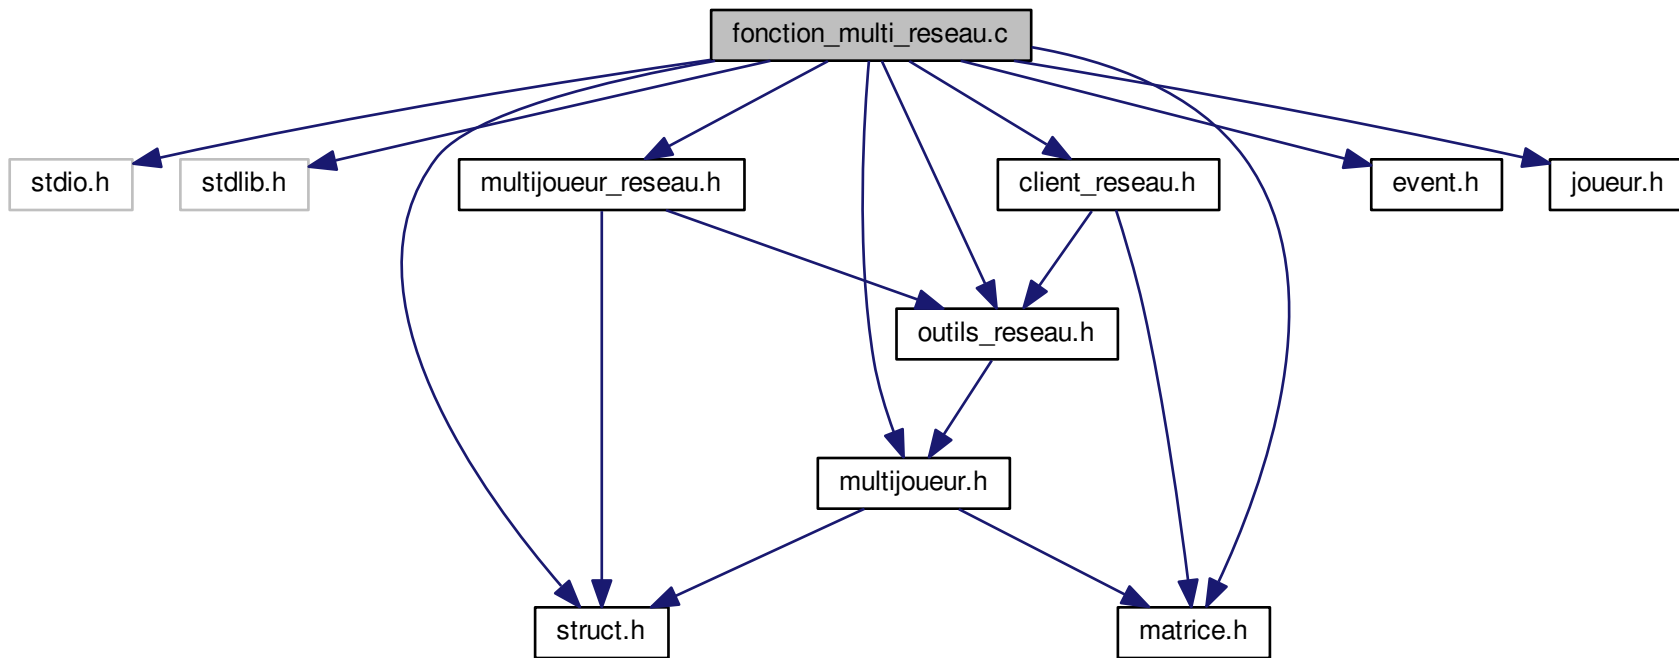 fonction_multi_reseau.c
stdio.h
stdlib.h
multijoueur_reseau.h
client_reseau.h
event.h
joueur.h
outils_reseau.h
multijoueur.h
struct.h
matrice.h